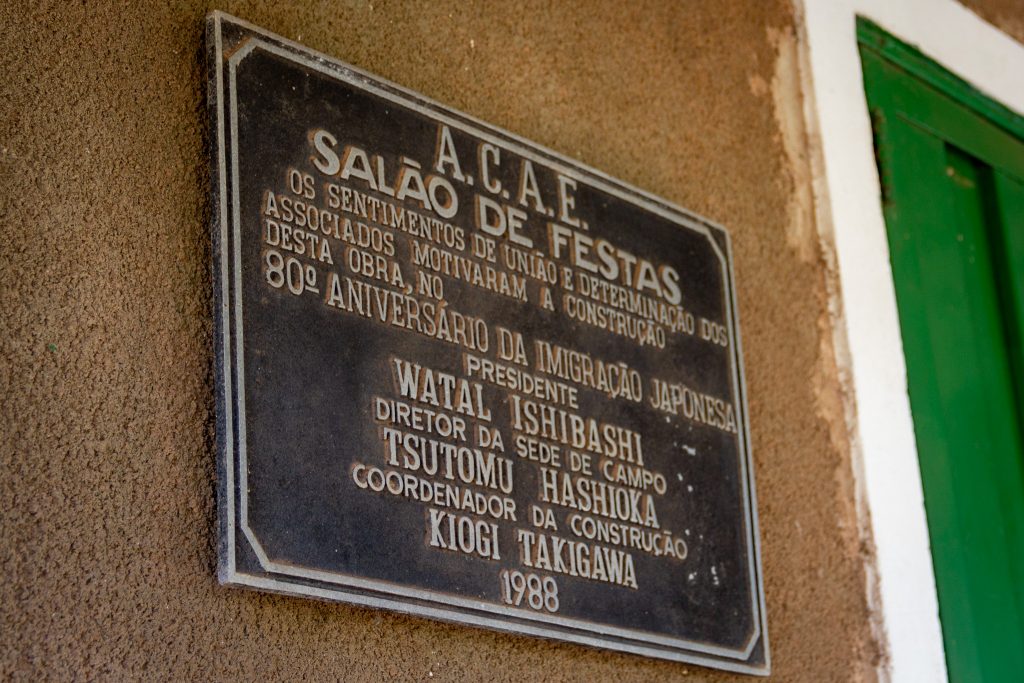 A.C.A.E.
SALÃO DE FESTAS
OS SENTIMENTOS DE UNIÃO E DETERMINAÇÃO DOS
ASSOCIADOS MOTIVARAM A CONSTRUÇÃO
DESTA OBRA, NO
80º ANIVERSÁRIO DA IMIGRAÇÃO JAPONESA
PRESIDENTE
WATAL ISHIBASHI
DIRETOR DA SEDE DE CAMPO
TSUTOMU HASHIOKA
COORDENADOR DA CONSTRUÇÃO
KIOGI TAKIGAWA
1988